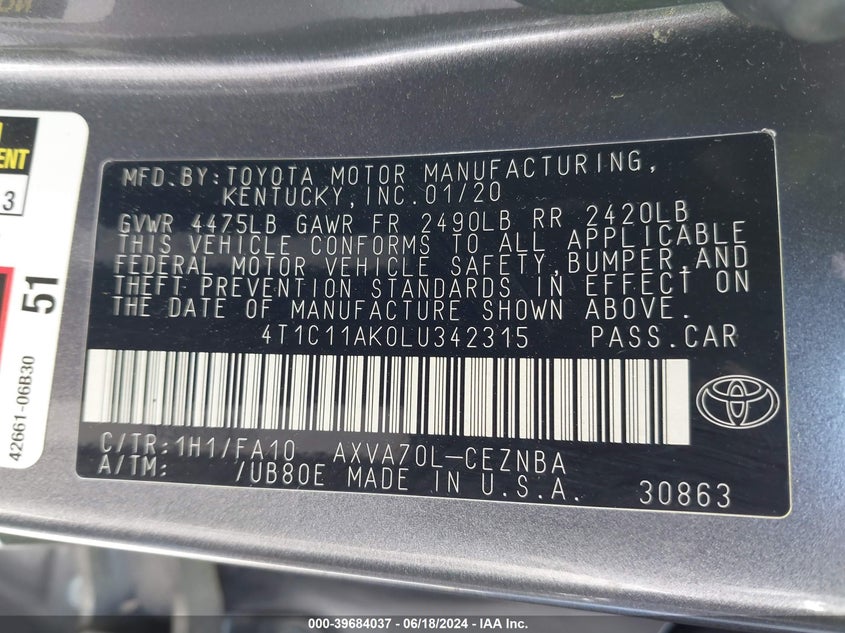 MFD.BY:TOYOTA MOTOR MANUFACTURING,
KENTUCKY,INC.01/20
GVWR 4475LB GAWR FR 2490LB RR 2420LB
THIS VEHICLE CONFORMS TO ALL APPLICABLE
FEDERAL MOTOR VEHICLE SAFETY,BUMPER,AND
THEFT PREVENTION STANDARDS IN EFFECT ON
THE DATE OF MANUFACTURE SHOWN ABOVE.
4T1C11AK0LU342315 PASS.CAR
C/TR:1H1/FA10 AXVA70L-CEZNBA
A/TM: /UB80E MADE IN U.S.A. 30863
3
51
42661-06B30
000-39684037 - 06/18/2024 - IAA Inc.